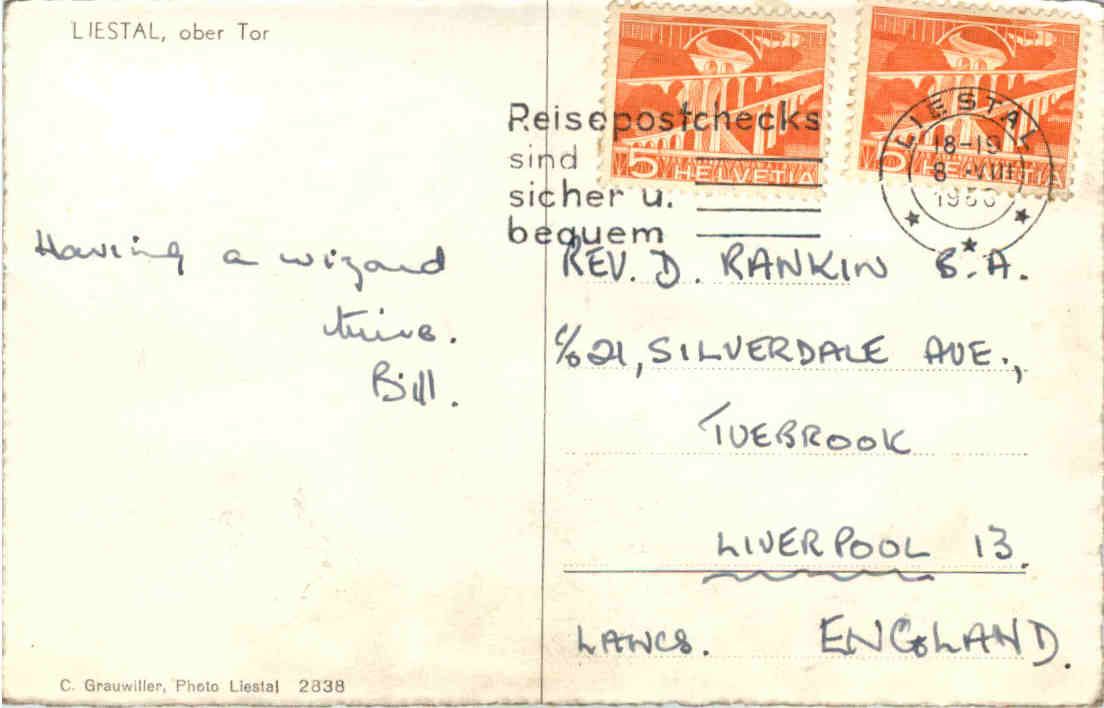 LIESTAL, ober Tor
5 HELVETIA
5 HELVETIA
Reisepostchecks
sind
sicher u.
bequem
LIESTAL
18-19
8 -VIII
Having a wizard
time.
Bill.
REV. D. RANKIN B.A.
c/o 21, SILVERDALE AVE.,
TUEBROOK
LIVERPOOL 13.
LANCS. ENGLAND.
C. Grauwiller, Photo Liestal 2838